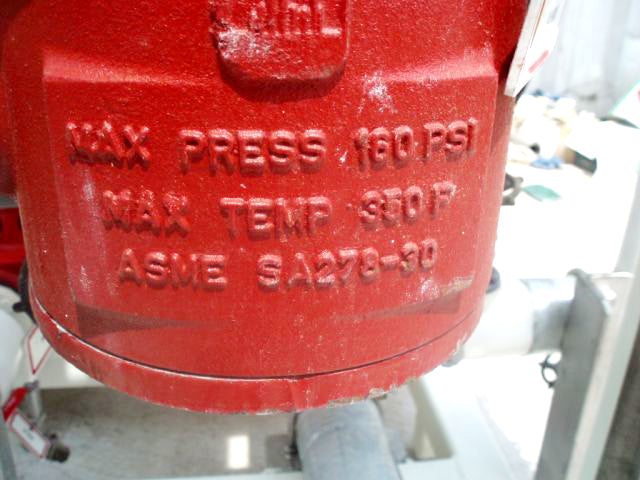 MAX PRESS 160 PSI
MAX TEMP 350 F
ASME SA278-30